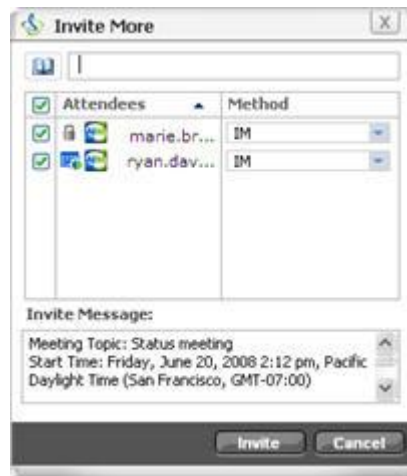 Invite More
Attendees Method
marie.br... IM
ryan.dav... IM
Invite Message:
Meeting Topic: Status meeting
Start Time: Friday, June 20, 2008 2:12 pm, Pacific
Daylight Time (San Francisco, GMT-07:00)
Invite Cancel